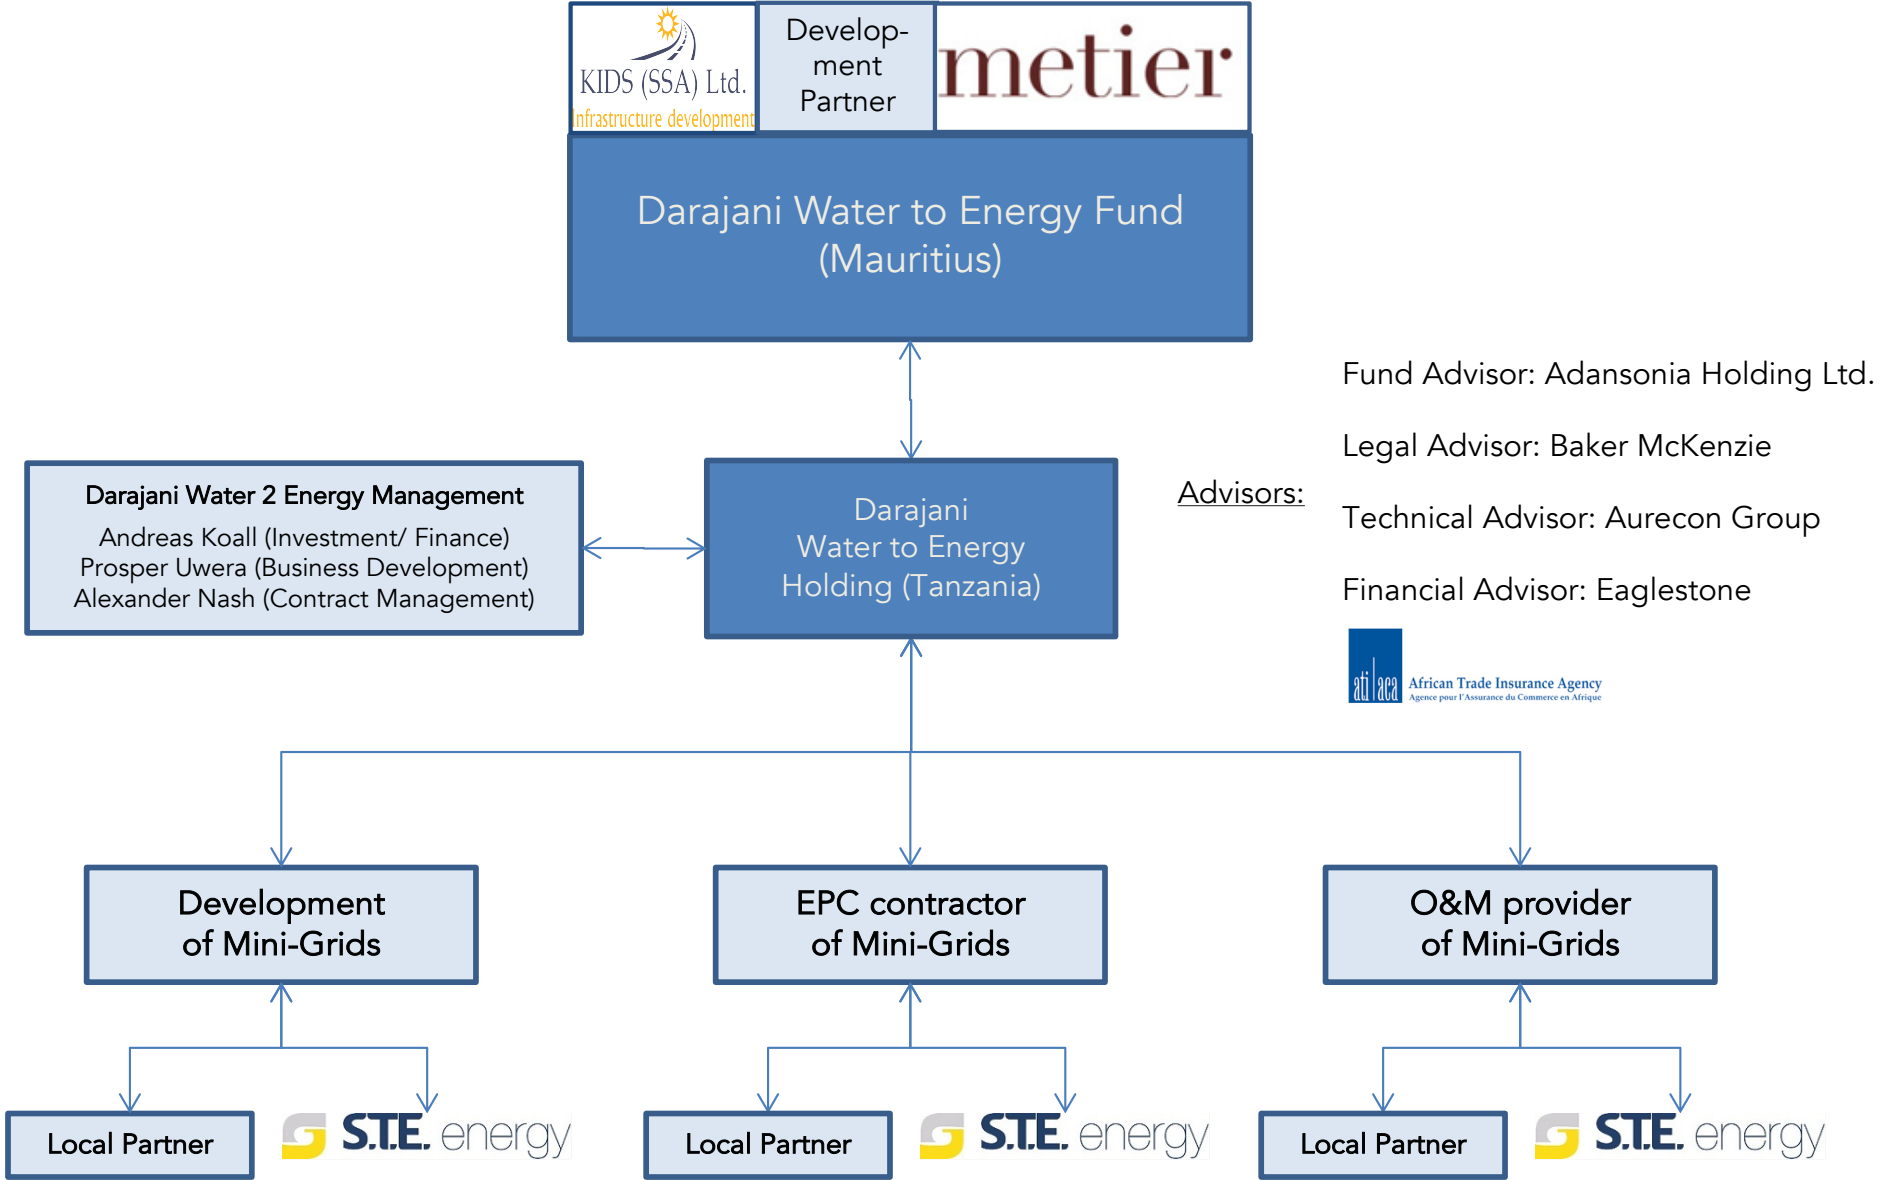 KIDS (SSA) Ltd.
Infrastructure development
Develop-
ment
Partner
metier
Darajani Water to Energy Fund
(Mauritius)
Fund Advisor: Adansonia Holding Ltd.
Legal Advisor: Baker McKenzie
Advisors:
Technical Advisor: Aurecon Group
Financial Advisor: Eaglestone
ati aca
African Trade Insurance Agency
Agence pour l'Assurance du Commerce en Afrique
Darajani Water 2 Energy Management
Andreas Koall (Investment/ Finance)
Prosper Uwera (Business Development)
Alexander Nash (Contract Management)
Darajani
Water to Energy
Holding (Tanzania)
Development
of Mini-Grids
EPC contractor
of Mini-Grids
O&M provider
of Mini-Grids
Local Partner
S.T.E. energy
Local Partner
S.T.E. energy
Local Partner
S.T.E. energy